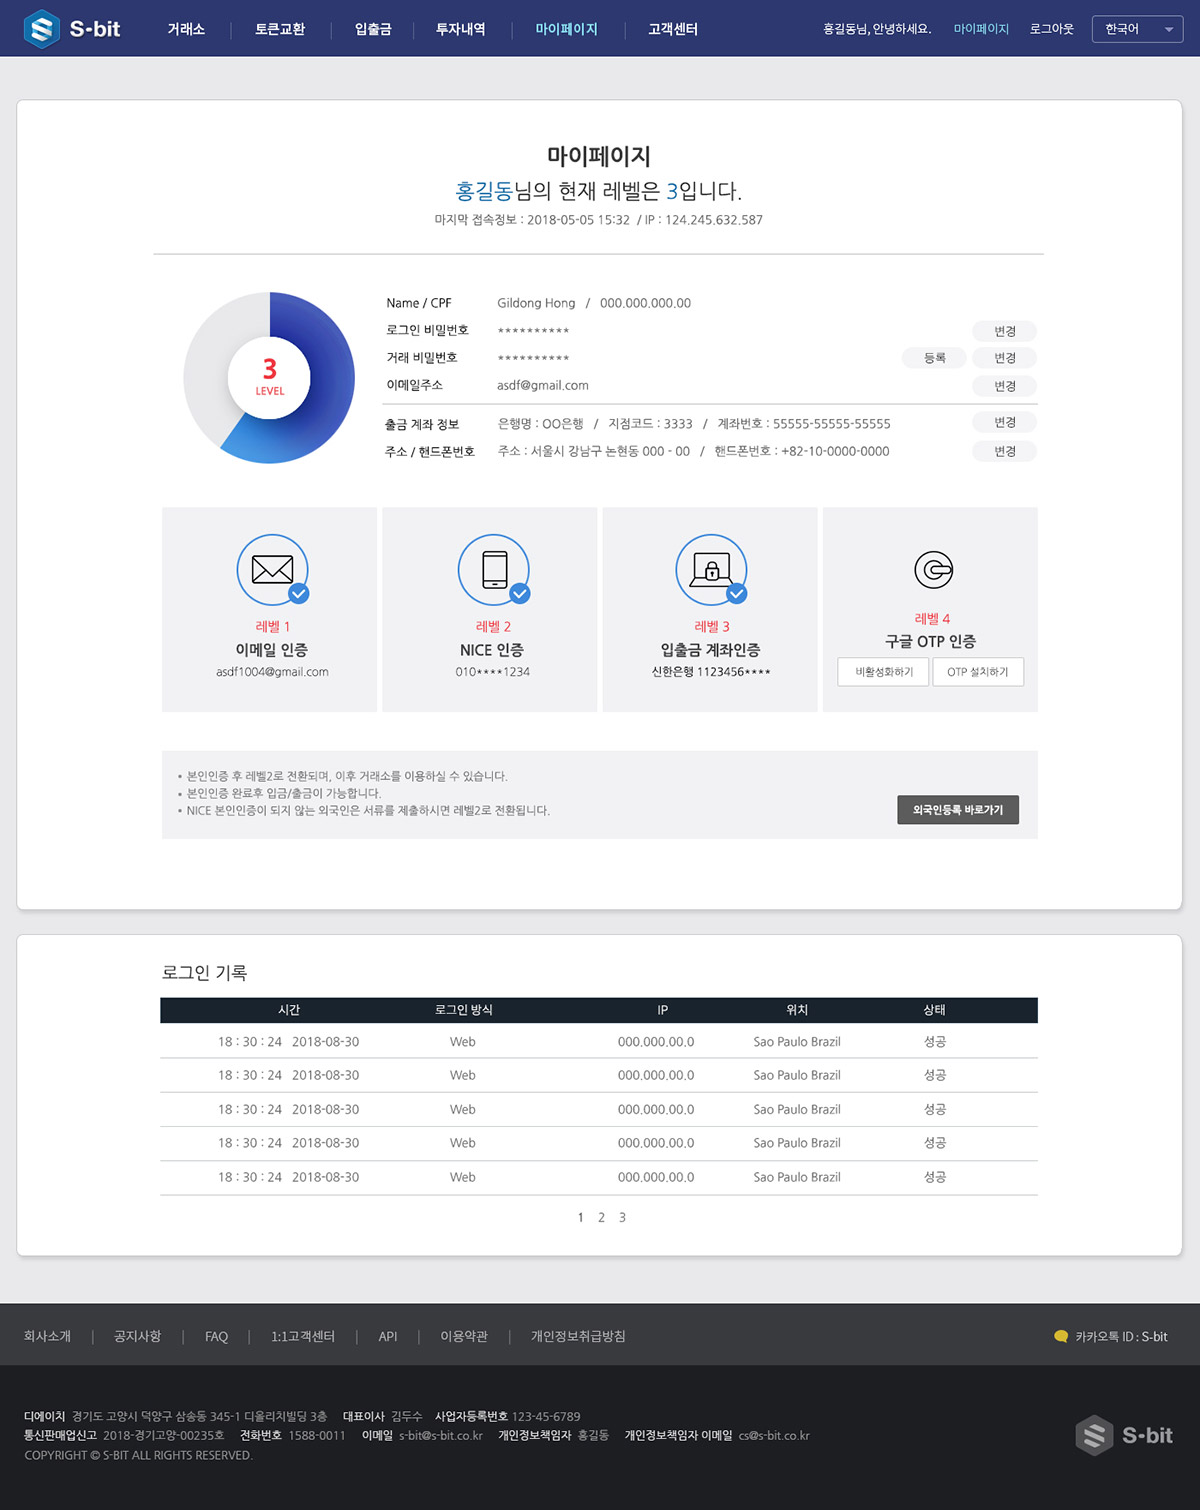 S-bit 거래소 | 토큰교환 | 입출금 | 투자내역 | 마이페이지 | 고객센터 홍길동님, 안녕하세요. 마이페이지 로그아웃 한국어
마이페이지
홍길동님의 현재 레벨은 3입니다.
마지막 접속정보 : 2018-05-05 15:32 / IP : 124.245.632.587
3
LEVEL
Name / CPF Gildong Hong / 000.000.000.00
로그인 비밀번호 ********** 변경
거래 비밀번호 ********** 등록 변경
이메일주소 asdf@gmail.com 변경
출금 계좌 정보 은행명 : OO은행 / 지점코드 : 3333 / 계좌번호 : 55555-55555-55555 변경
주소 / 핸드폰번호 주소 : 서울시 강남구 논현동 000 - 00 / 핸드폰번호 : +82-10-0000-0000 변경
레벨 1
이메일 인증
asdf1004@gmail.com
레벨 2
NICE 인증
010****1234
레벨 3
입출금 계좌인증
신한은행 1123456****
레벨 4
구글 OTP 인증
비활성화하기 OTP 설치하기
• 본인인증 후 레벨2로 전환되며, 이후 거래소를 이용하실 수 있습니다.
• 본인인증 완료후 입금/출금이 가능합니다.
• NICE 본인인증이 되지 않는 외국인은 서류를 제출하시면 레벨2로 전환됩니다.
외국인등록 바로가기
로그인 기록
시간 로그인 방식 IP 위치 상태
18 : 30 : 24 2018-08-30 Web 000.000.00.0 Sao Paulo Brazil 성공
18 : 30 : 24 2018-08-30 Web 000.000.00.0 Sao Paulo Brazil 성공
18 : 30 : 24 2018-08-30 Web 000.000.00.0 Sao Paulo Brazil 성공
18 : 30 : 24 2018-08-30 Web 000.000.00.0 Sao Paulo Brazil 성공
18 : 30 : 24 2018-08-30 Web 000.000.00.0 Sao Paulo Brazil 성공
1 2 3
회사소개 | 공지사항 | FAQ | 1:1고객센터 | API | 이용약관 | 개인정보취급방침 카카오톡 ID : S-bit
디에이치 경기도 고양시 덕양구 삼송동 345-1 디올리치빌딩 3층 대표이사 김두수 사업자등록번호 123-45-6789
통신판매업신고 2018-경기고양-00235호 전화번호 1588-0011 이메일 s-bit@s-bit.co.kr 개인정보책임자 홍길동 개인정보책임자 이메일 cs@s-bit.co.kr
COPYRIGHT © S-BIT ALL RIGHTS RESERVED.
S-bit